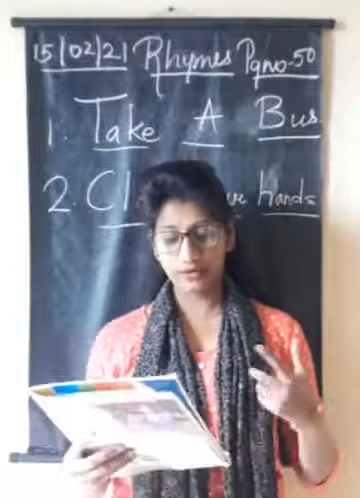 15/02/21 Rhymes Pgno-50
1. Take A Bus
2. hands